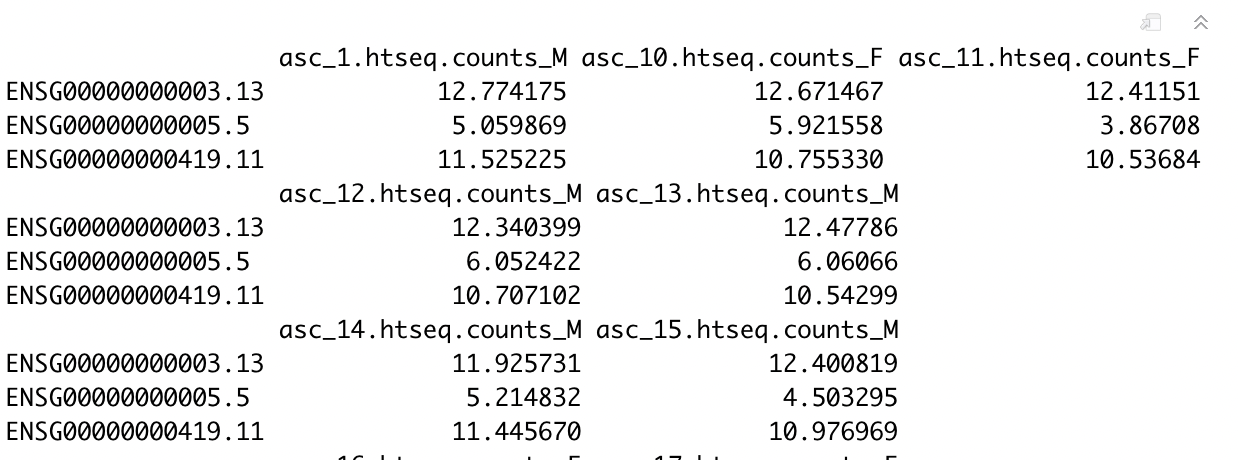 asc_1.htseq.counts_M asc_10.htseq.counts_F asc_11.htseq.counts_F
ENSG00000000003.13 12.774175 12.671467 12.41151
ENSG00000000005.5 5.059869 5.921558 3.86708
ENSG00000000419.11 11.525225 10.755330 10.53684
asc_12.htseq.counts_M asc_13.htseq.counts_M
ENSG00000000003.13 12.340399 12.47786
ENSG00000000005.5 6.052422 6.06066
ENSG00000000419.11 10.707102 10.54299
asc_14.htseq.counts_M asc_15.htseq.counts_M
ENSG00000000003.13 11.925731 12.400819
ENSG00000000005.5 5.214832 4.503295
ENSG00000000419.11 11.445670 10.976969